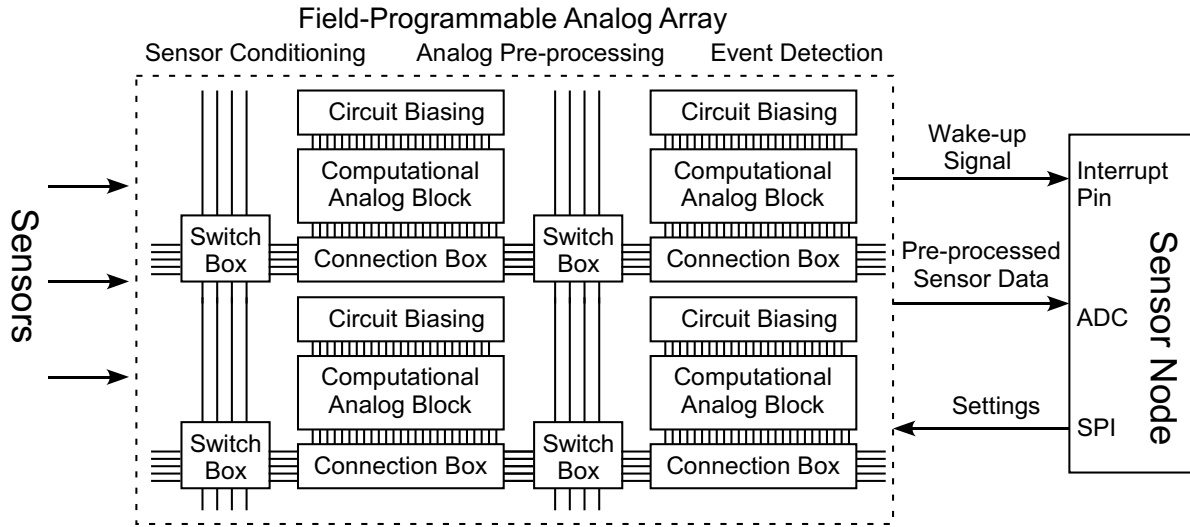 Field-Programmable Analog Array
Sensor Conditioning
Analog Pre-processing
Event Detection
Sensors
Circuit Biasing
Computational
Analog Block
Switch
Box
Connection Box
Circuit Biasing
Computational
Analog Block
Switch
Box
Connection Box
Circuit Biasing
Computational
Analog Block
Switch
Box
Connection Box
Circuit Biasing
Computational
Analog Block
Switch
Box
Connection Box
Wake-up
Signal
Pre-processed
Sensor Data
Settings
Interrupt
Pin
ADC
SPI
Sensor Node